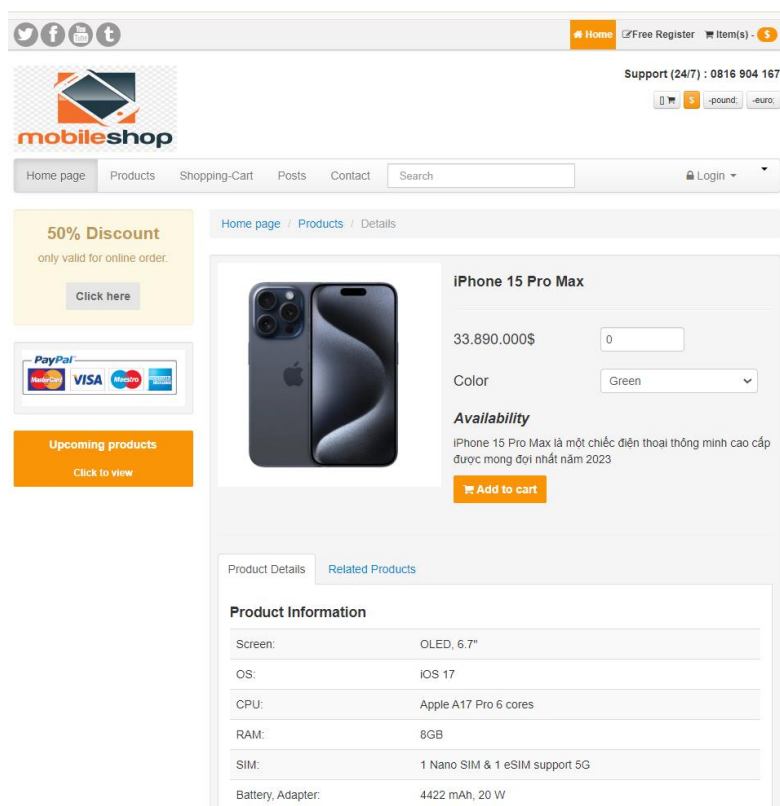 You Tube
Home Free Register Item(s) - $
Support (24/7) : 0816 904 167
[] $ -pound; -euro;
mobileshop
Home page Products Shopping-Cart Posts Contact Search Login
50% Discount
only valid for online order.
Click here
Home page / Products / Details
iPhone 15 Pro Max
33.890.000$ 0
Color Green
Availability
iPhone 15 Pro Max là một chiếc điện thoại thông minh cao cấp
được mong đợi nhất năm 2023
Add to cart
PayPal
MasterCard VISA Maestro
Upcoming products
Click to view
Product Details Related Products
Product Information
Screen: OLED, 6.7"
OS: iOS 17
CPU: Apple A17 Pro 6 cores
RAM: 8GB
SIM: 1 Nano SIM & 1 eSIM support 5G
Battery, Adapter: 4422 mAh, 20 W